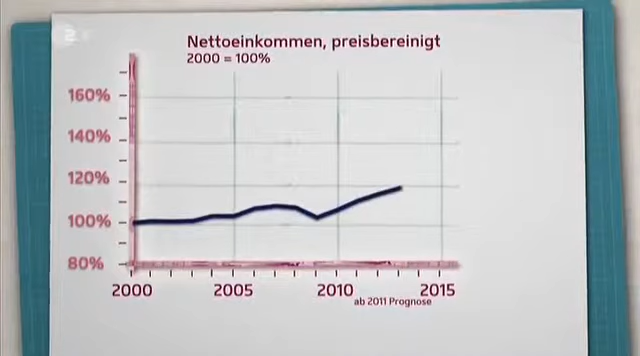 Nettoeinkommen, preisbereinigt
2000 = 100%
160%
140%
120%
100%
80%
2000 2005 2010 2015
ab 2011 Prognose